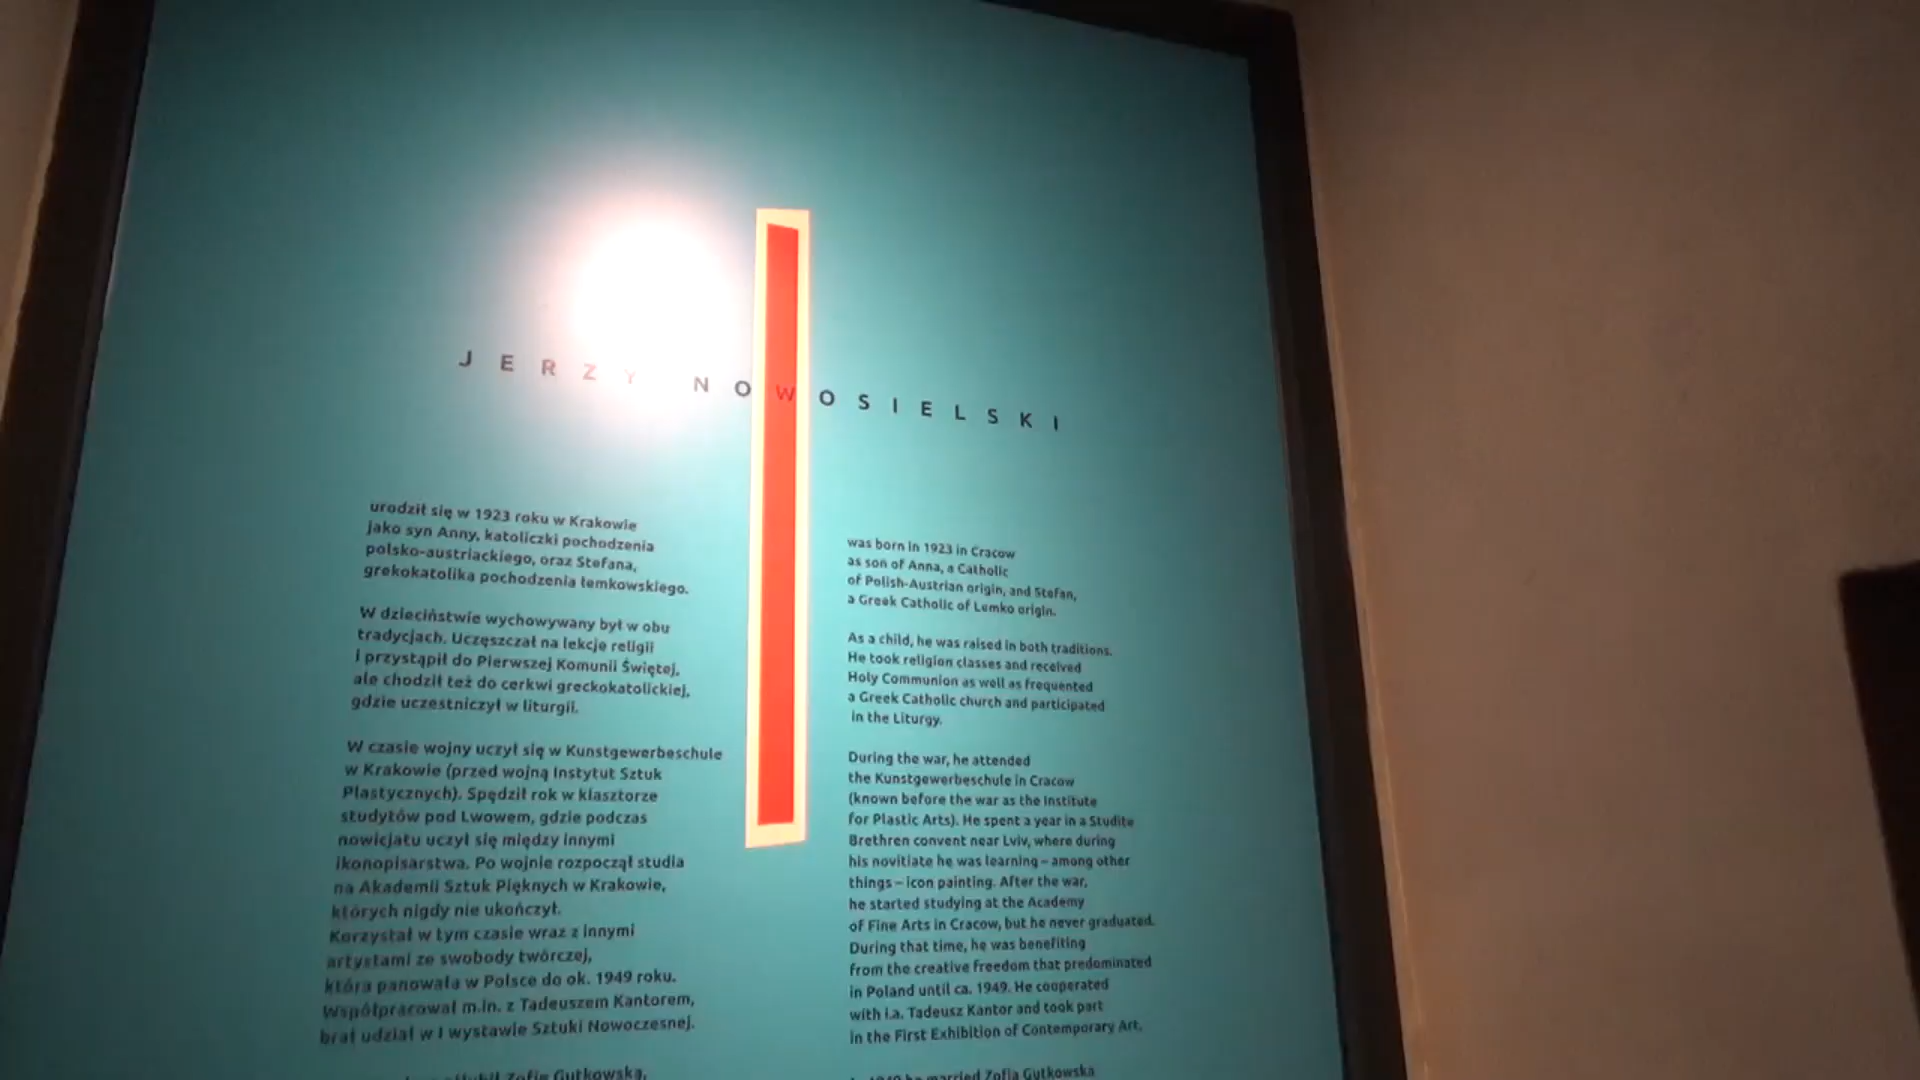 JERZY NOWOSIELSKI
urodził się w 1923 roku w Krakowie
jako syn Anny, katoliczki pochodzenia
polsko-austriackiego, oraz Stefana,
grekokatolika pochodzenia łemkowskiego.
W dzieciństwie wychowywany był w obu
tradycjach. Uczęszczał na lekcje religii
i przystąpił do Pierwszej Komunii Świętej,
ale chodził też do cerkwi greckokatolickiej,
gdzie uczestniczył w liturgii.
W czasie wojny uczył się w Kunstgewerbeschule
w Krakowie (przed wojną Instytut Sztuk
Plastycznych). Spędził rok w klasztorze
studytów pod Lwowem, gdzie podczas
nowicjatu uczył się między innymi
ikonopisarstwa. Po wojnie rozpoczął studia
na Akademii Sztuk Pięknych w Krakowie,
których nigdy nie ukończył.
Korzystał w tym czasie wraz z innymi
artystami ze swobody twórczej,
która panowała w Polsce do ok. 1949 roku.
Współpracował m.in. z Tadeuszem Kantorem,
brał udział w I wystawie Sztuki Nowoczesnej.
Zofię Gutkowską,
was born in 1923 in Cracow
as son of Anna, a Catholic
of Polish-Austrian origin, and Stefan,
a Greek Catholic of Lemko origin.
As a child, he was raised in both traditions.
He took religion classes and received
Holy Communion as well as frequented
a Greek Catholic church and participated
in the Liturgy.
During the war, he attended
the Kunstgewerbeschule in Cracow
(known before the war as the Institute
for Plastic Arts). He spent a year in a Studite
Brethren convent near Lviv, where during
his novitiate he was learning – among other
things – icon painting. After the war,
he started studying at the Academy
of Fine Arts in Cracow, but he never graduated.
During that time, he was benefiting
from the creative freedom that predominated
in Poland until ca. 1949. He cooperated
with i.a. Tadeusz Kantor and took part
in the First Exhibition of Contemporary Art.
he married Zofia Gutkowska